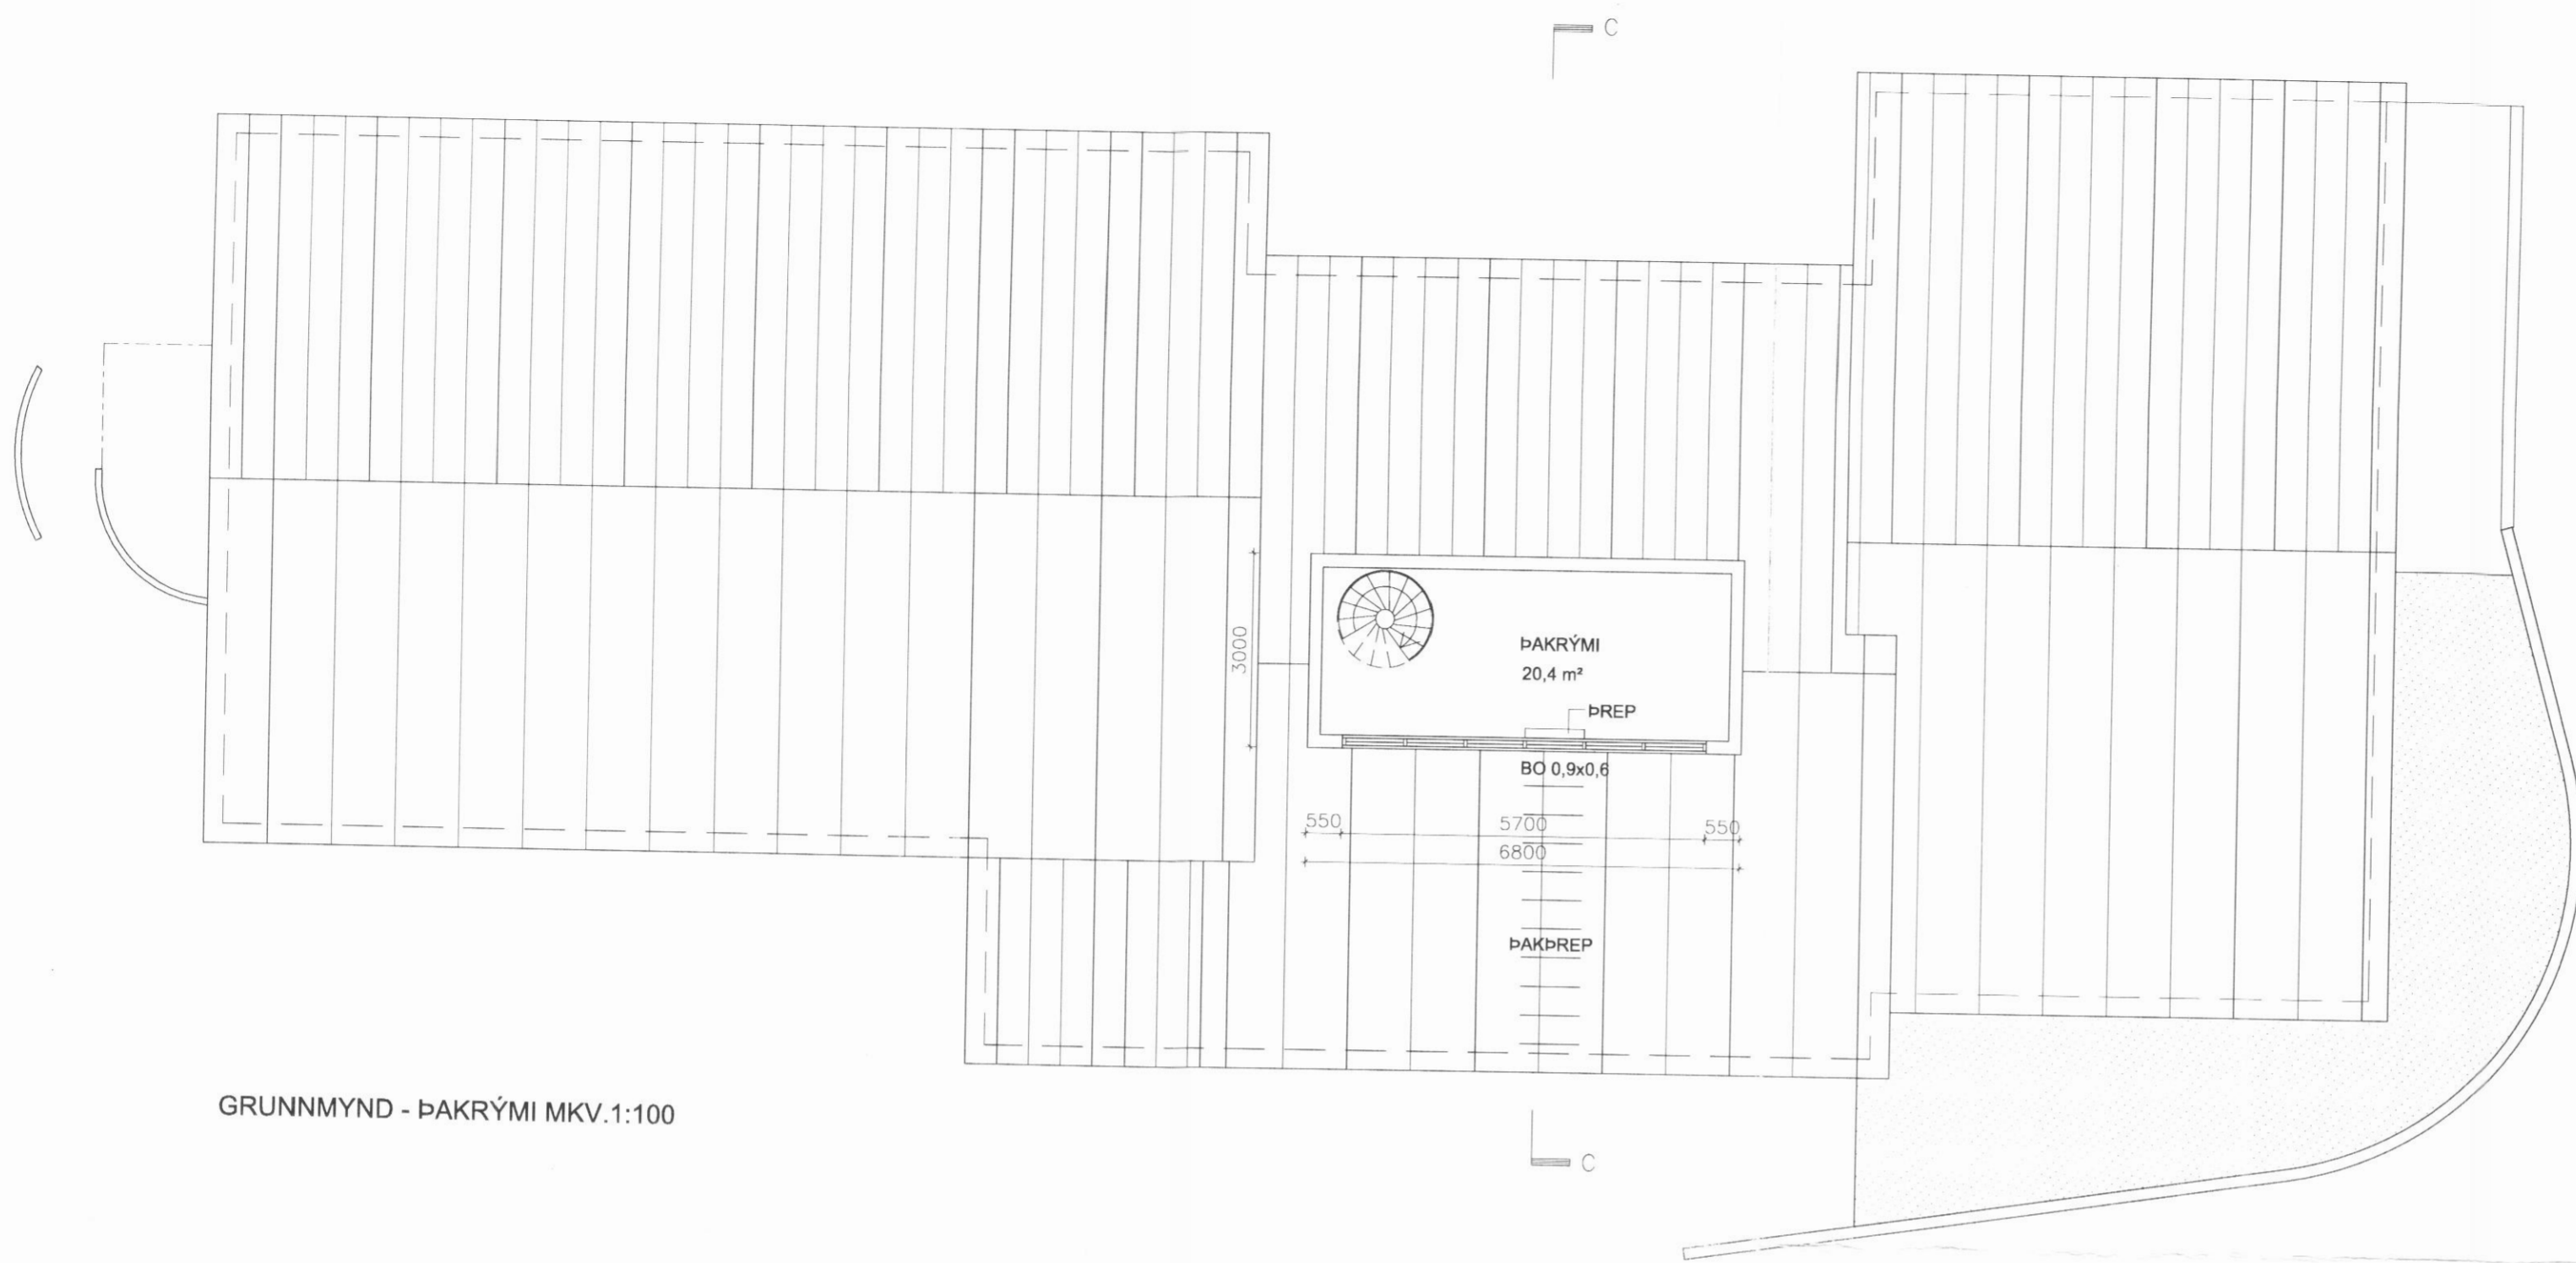 C
3000
ÞAKRÝMI
20,4 m²
ÞREP
BO 0,9x0,6
550
5700
550
6800
ÞAKÞREP
GRUNNMYND - ÞAKRÝMI MKV.1:100
C